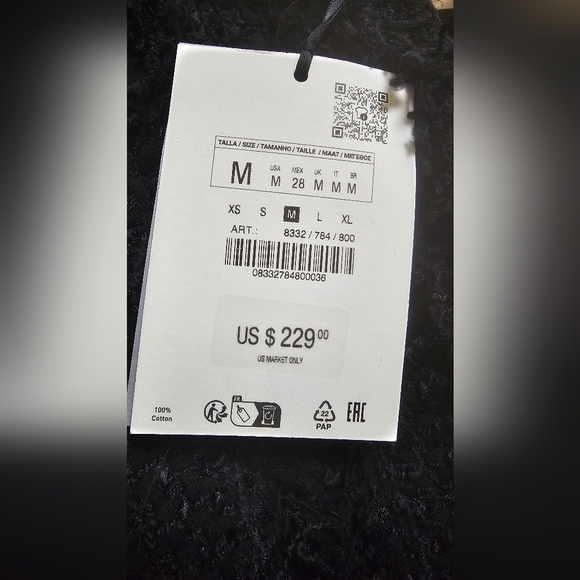 TALLA / SIZE / TAMANHO / TAILLE / MAAT / ΜΕΓΕΘΟΣ
M
USA MEX UK IT BR
M 28 M M M
XS S M L XL
ART.: 8332 / 784 / 800
08332784800036
US $ 229 00
US MARKET ONLY
100%
Cotton
FR
22
PAP
EAC